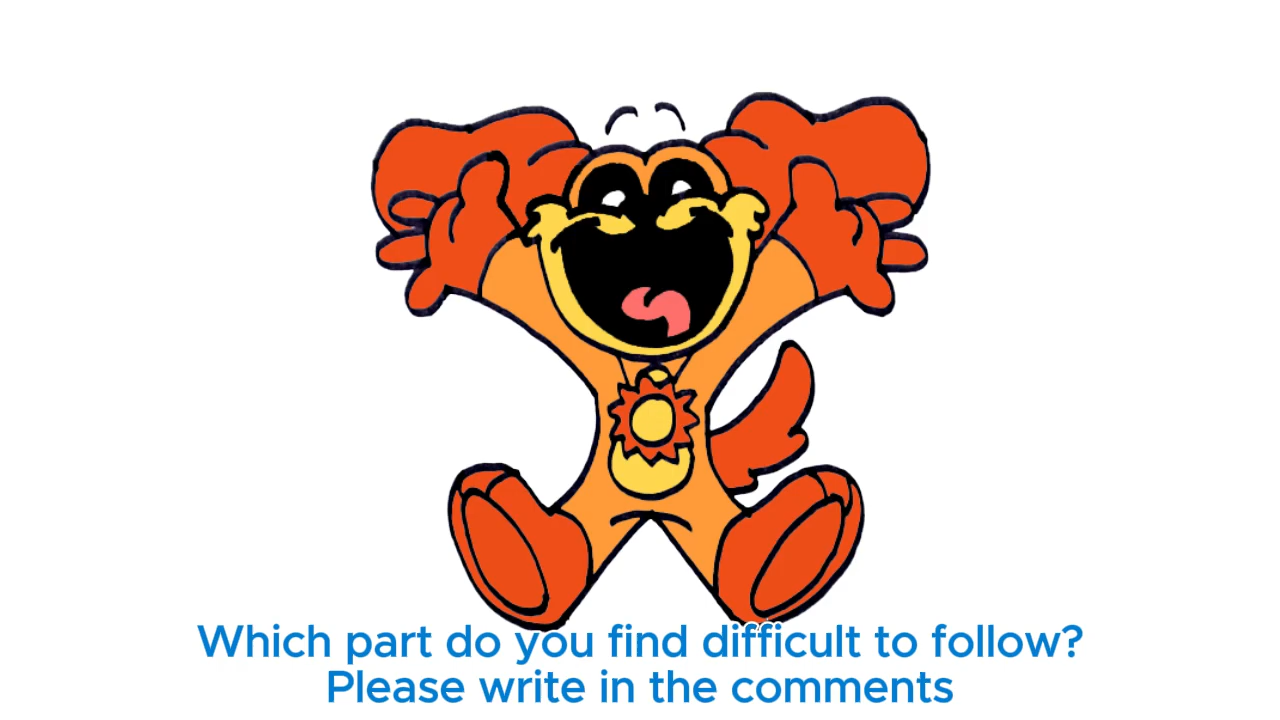 Which part do you find difficult to follow?
Please write in the comments